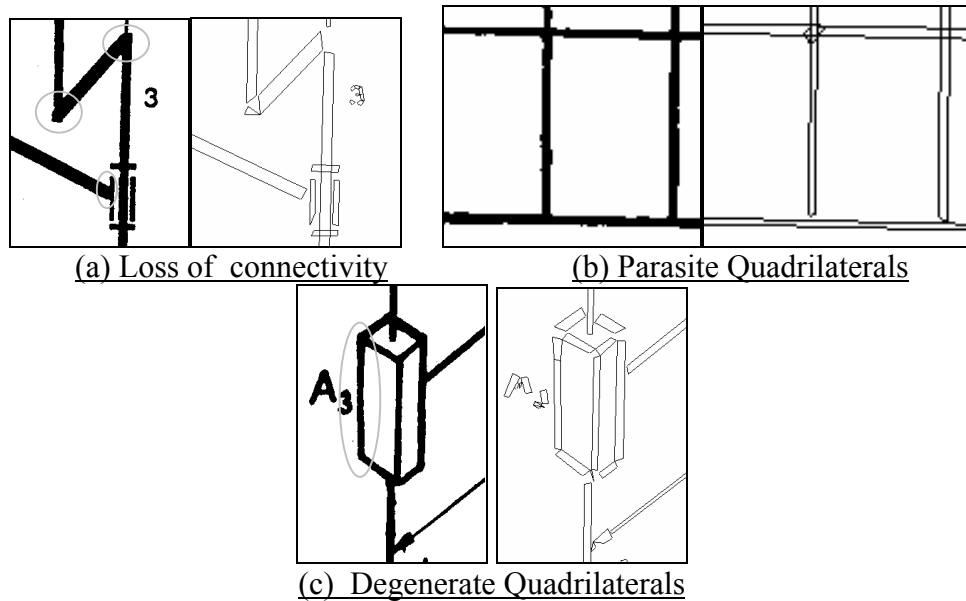 3
(a) Loss of  connectivity
(b) Parasite Quadrilaterals
A3
(c)  Degenerate Quadrilaterals